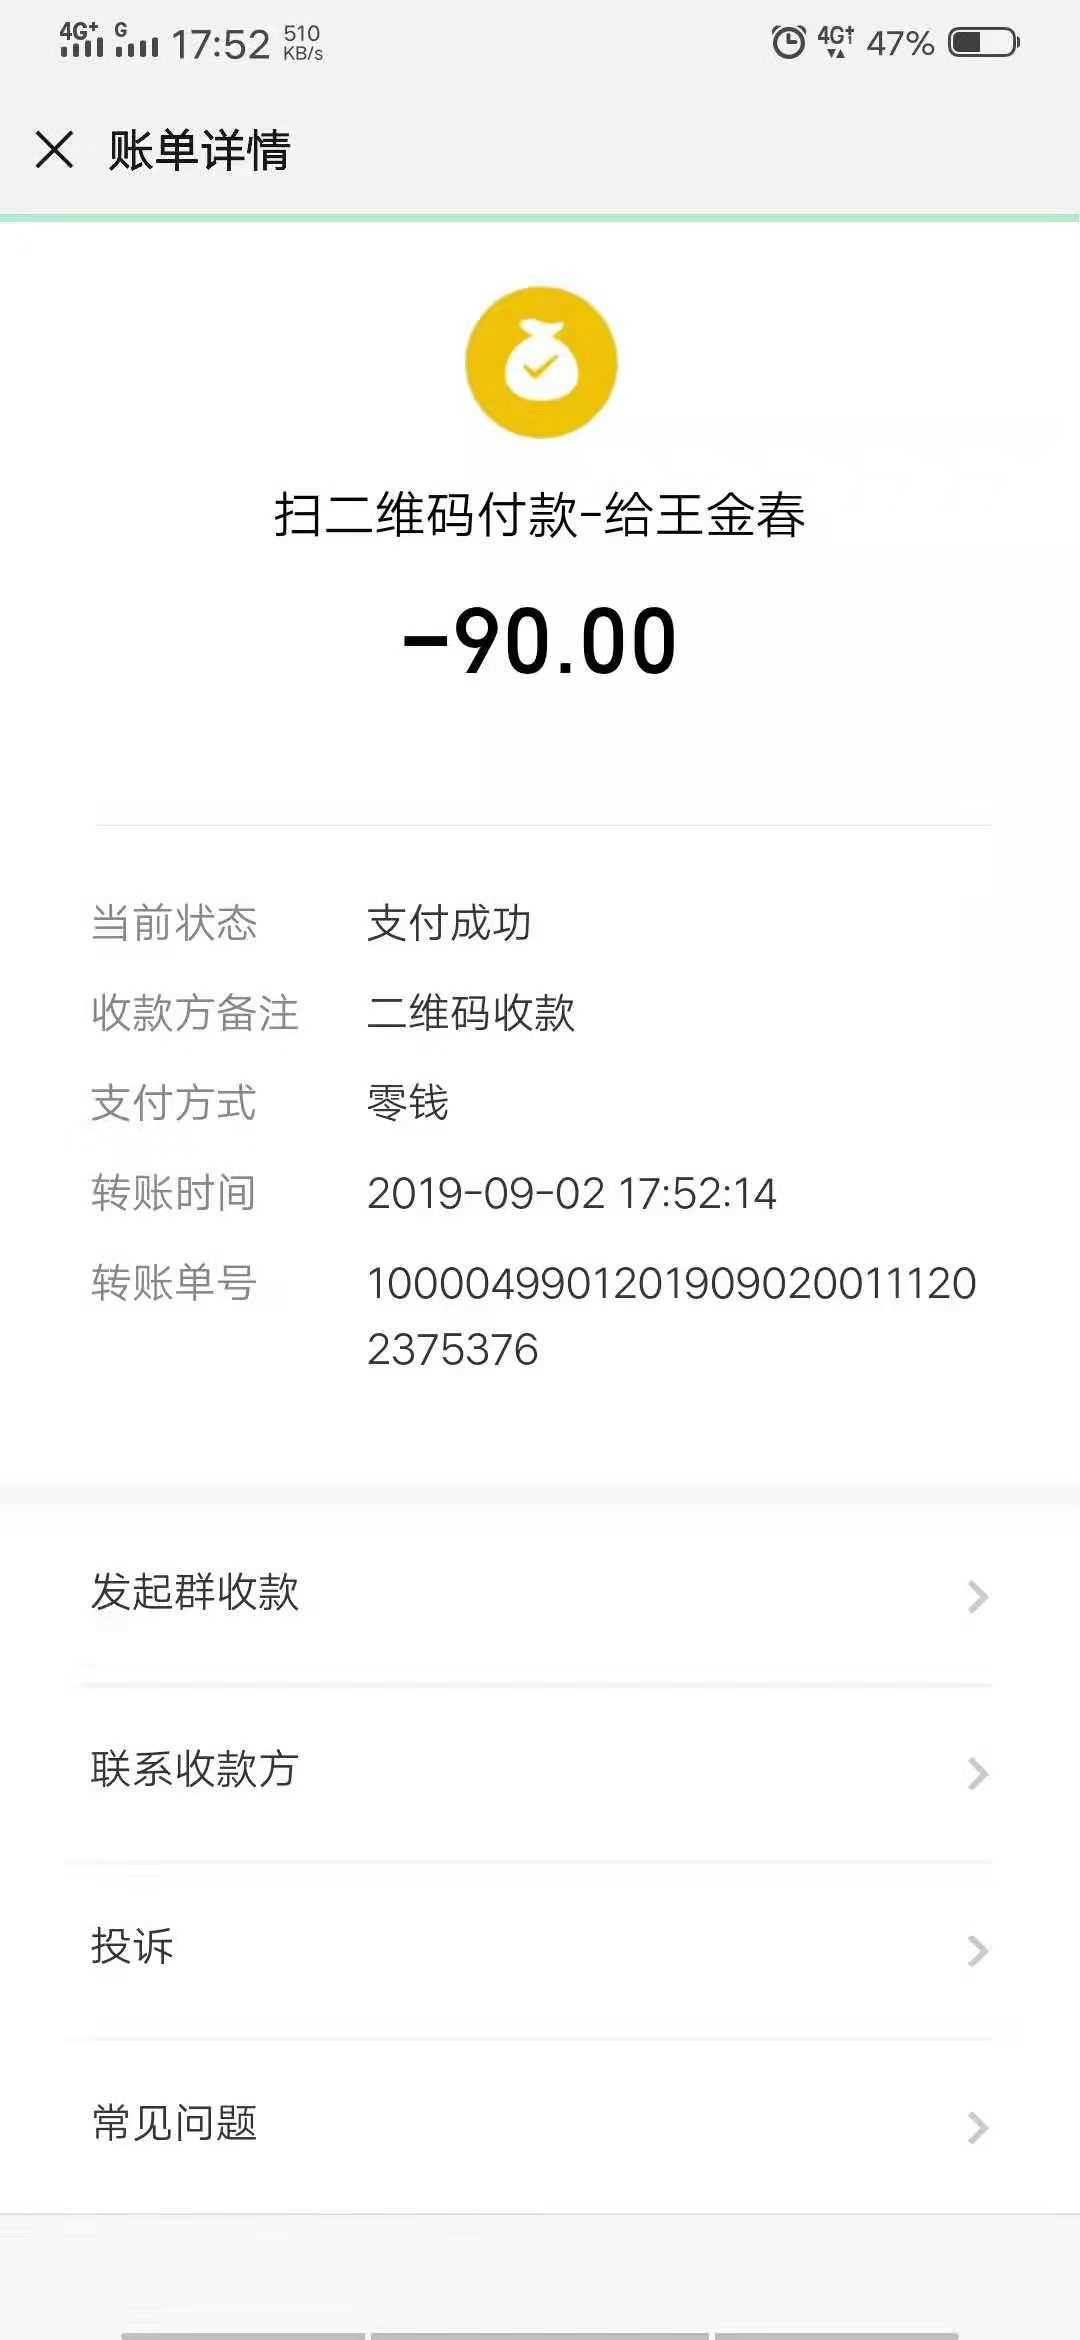 4G+ G 17:52 510 KB/s 4G+ 47%
账单详情
扫二维码付款-给王金春
-90.00
当前状态 支付成功
收款方备注 二维码收款
支付方式 零钱
转账时间 2019-09-02 17:52:14
转账单号 100004990120190902001112​0
2375376
发起群收款
联系收款方
投诉
常见问题